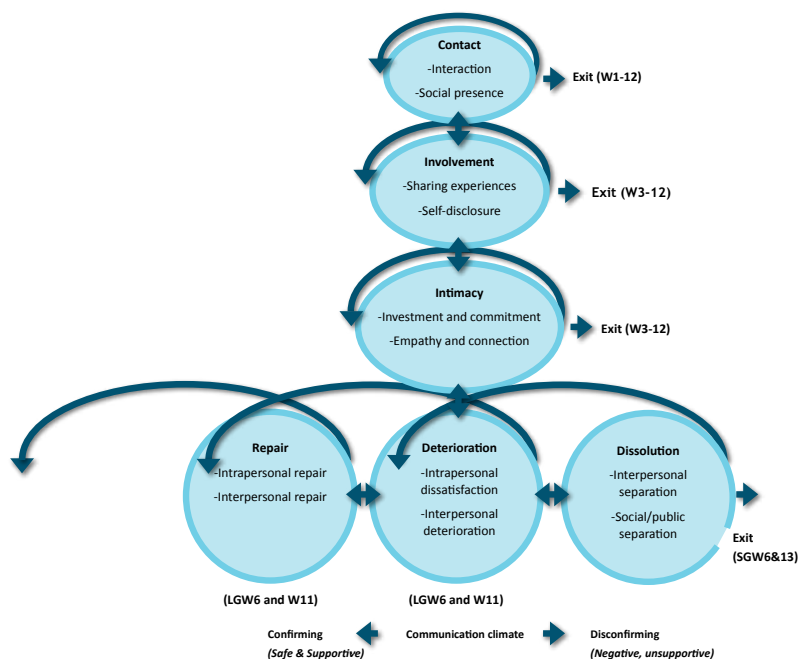 Contact
-Interaction
-Social presence
Exit (W1-12)
Involvement
-Sharing experiences
-Self-disclosure
Exit (W3-12)
Intimacy
-Investment and commitment
-Empathy and connection
Exit (W3-12)
Repair
-Intrapersonal repair
-Interpersonal repair
Deterioration
-Intrapersonal
dissatisfaction
-Interpersonal
deterioration
Dissolution
-Interpersonal
separation
-Social/public
separation
Exit
(SGW6&13)
(LGW6 and W11)
(LGW6 and W11)
Confirming
(Safe & Supportive)
Communication climate
Disconfirming
(Negative, unsupportive)